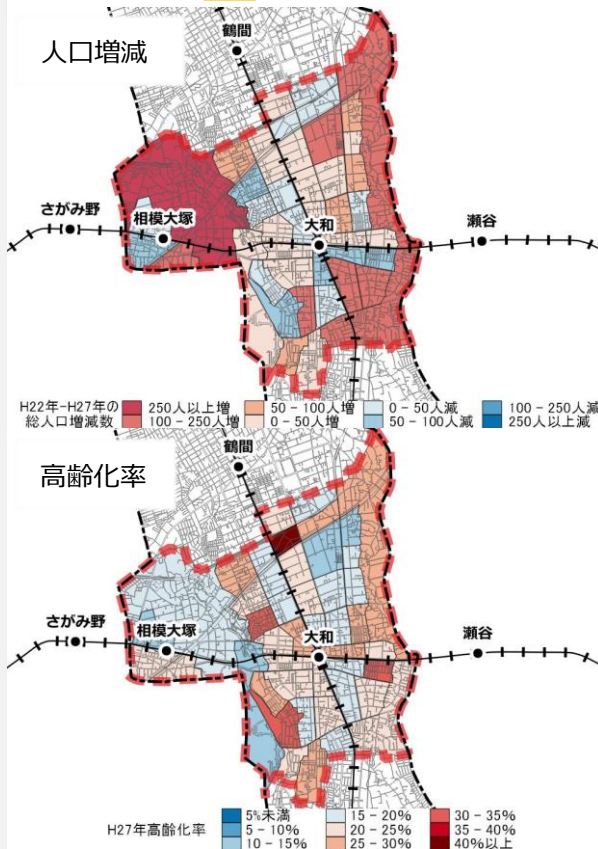 人口増減
鶴間
さがみ野
相模大塚
大和
瀬谷
H22年-H27年の
総人口増減数
250人以上増
100-250人増
50-100人増
0-50人増
0-50人減
50-100人減
100-250人減
250人以上減
高齢化率
鶴間
さがみ野
相模大塚
大和
瀬谷
H27年高齢化率
5%未満
5-10%
10-15%
15-20%
20-25%
25-30%
30-35%
35-40%
40%以上